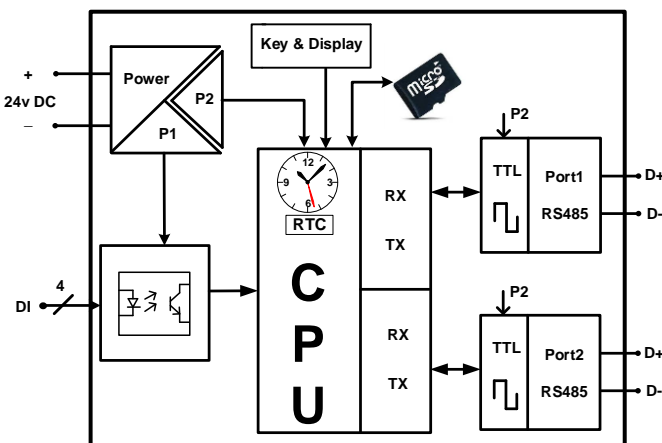 Key & Display
+
24v DC
–
Power
P2
P1
micro
SD
12
9
3
6
RTC
C
P
U
RX
TX
RX
TX
P2
TTL
Port1
RS485
D+
D-
4
DI
P2
TTL
Port2
RS485
D+
D-